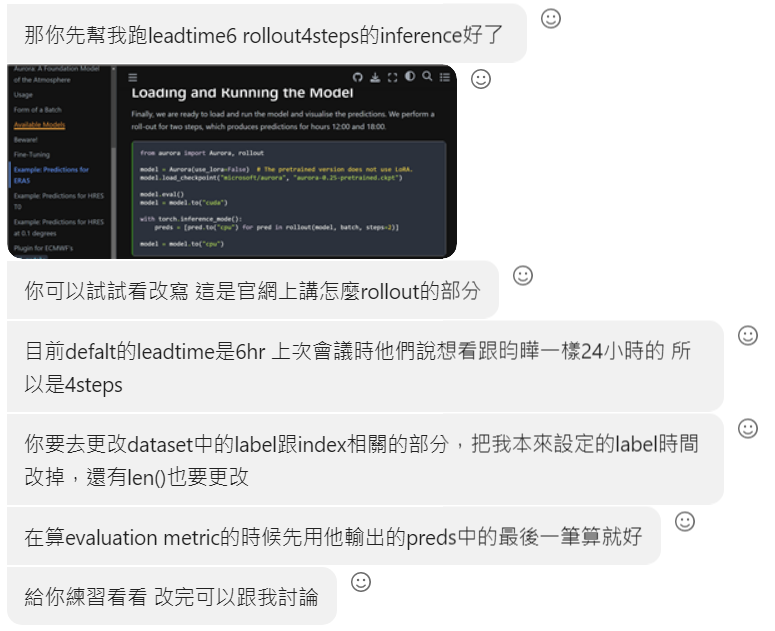 那你先幫我跑leadtime6 rollout4steps的inference好了
Aurora: A Foundation Model
of the Atmosphere
Usage
Form of a Batch
Available Models
Beware!
Fine-Tuning
Example: Predictions for
ERA5
Example: Predictions for HRES
T0
Example: Predictions for HRES
at 0.1 degrees
Plugin for ECMWF's
Loading and Running the Model
Finally, we are ready to load and run the model and visualise the predictions. We perform a
roll-out for two steps, which produces predictions for hours 12:00 and 18:00.
from aurora import Aurora, rollout
model = Aurora(use_lora=False)  # The pretrained version does not use LoRA.
model.load_checkpoint("microsoft/aurora", "aurora-0.25-pretrained.ckpt")
model.eval()
model = model.to("cuda")
with torch.inference_mode():
preds = [pred.to("cpu") for pred in rollout(model, batch, steps=2)]
model = model.to("cpu")
你可以試試看改寫 這是官網上講怎麼rollout的部分
目前defalt的leadtime是6hr 上次會議時他們說想看跟昀曄一樣24小時的 所
以是4steps
你要去更改dataset中的label跟index相關的部分，把我本來設定的label時間
改掉，還有len()也要更改
在算evaluation metric的時候先用他輸出的preds中的最後一筆算就好
給你練習看看 改完可以跟我討論